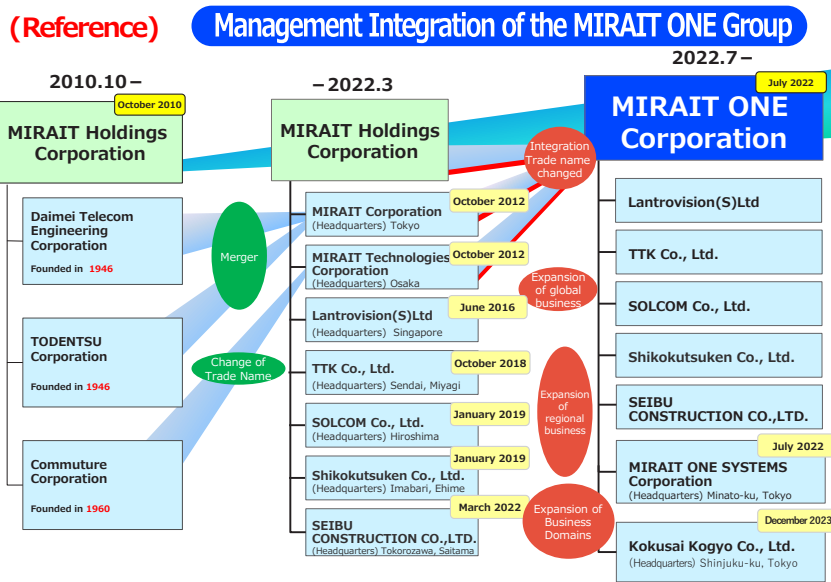 (Reference)
Management Integration of the MIRAIT ONE Group
2010.10－
－2022.3
2022.7－
October 2010
MIRAIT Holdings
Corporation
Daimei Telecom
Engineering
Corporation
Founded in 1946
TODENTSU
Corporation
Founded in 1946
Commuture
Corporation
Founded in 1960
Merger
Change of
Trade Name
MIRAIT Holdings
Corporation
October 2012
MIRAIT Corporation
(Headquarters) Tokyo
October 2012
MIRAIT Technologies
Corporation
(Headquarters) Osaka
June 2016
Lantrovision(S)Ltd
(Headquarters) Singapore
October 2018
TTK Co., Ltd.
(Headquarters) Sendai, Miyagi
January 2019
SOLCOM Co., Ltd.
(Headquarters) Hiroshima
January 2019
Shikokutsuken Co., Ltd.
(Headquarters) Imabari, Ehime
March 2022
SEIBU
CONSTRUCTION CO.,LTD.
(Headquarters) Tokorozawa, Saitama
Integration
Trade name
changed
Expansion
of global
business
Expansion
of
regional
business
Expansion of
Business
Domains
July 2022
MIRAIT ONE
Corporation
Lantrovision(S)Ltd
TTK Co., Ltd.
SOLCOM Co., Ltd.
Shikokutsuken Co., Ltd.
SEIBU
CONSTRUCTION CO.,LTD.
July 2022
MIRAIT ONE SYSTEMS
Corporation
(Headquarters) Minato-ku, Tokyo
December 2023
Kokusai Kogyo Co., Ltd.
(Headquarters) Shinjuku-ku, Tokyo